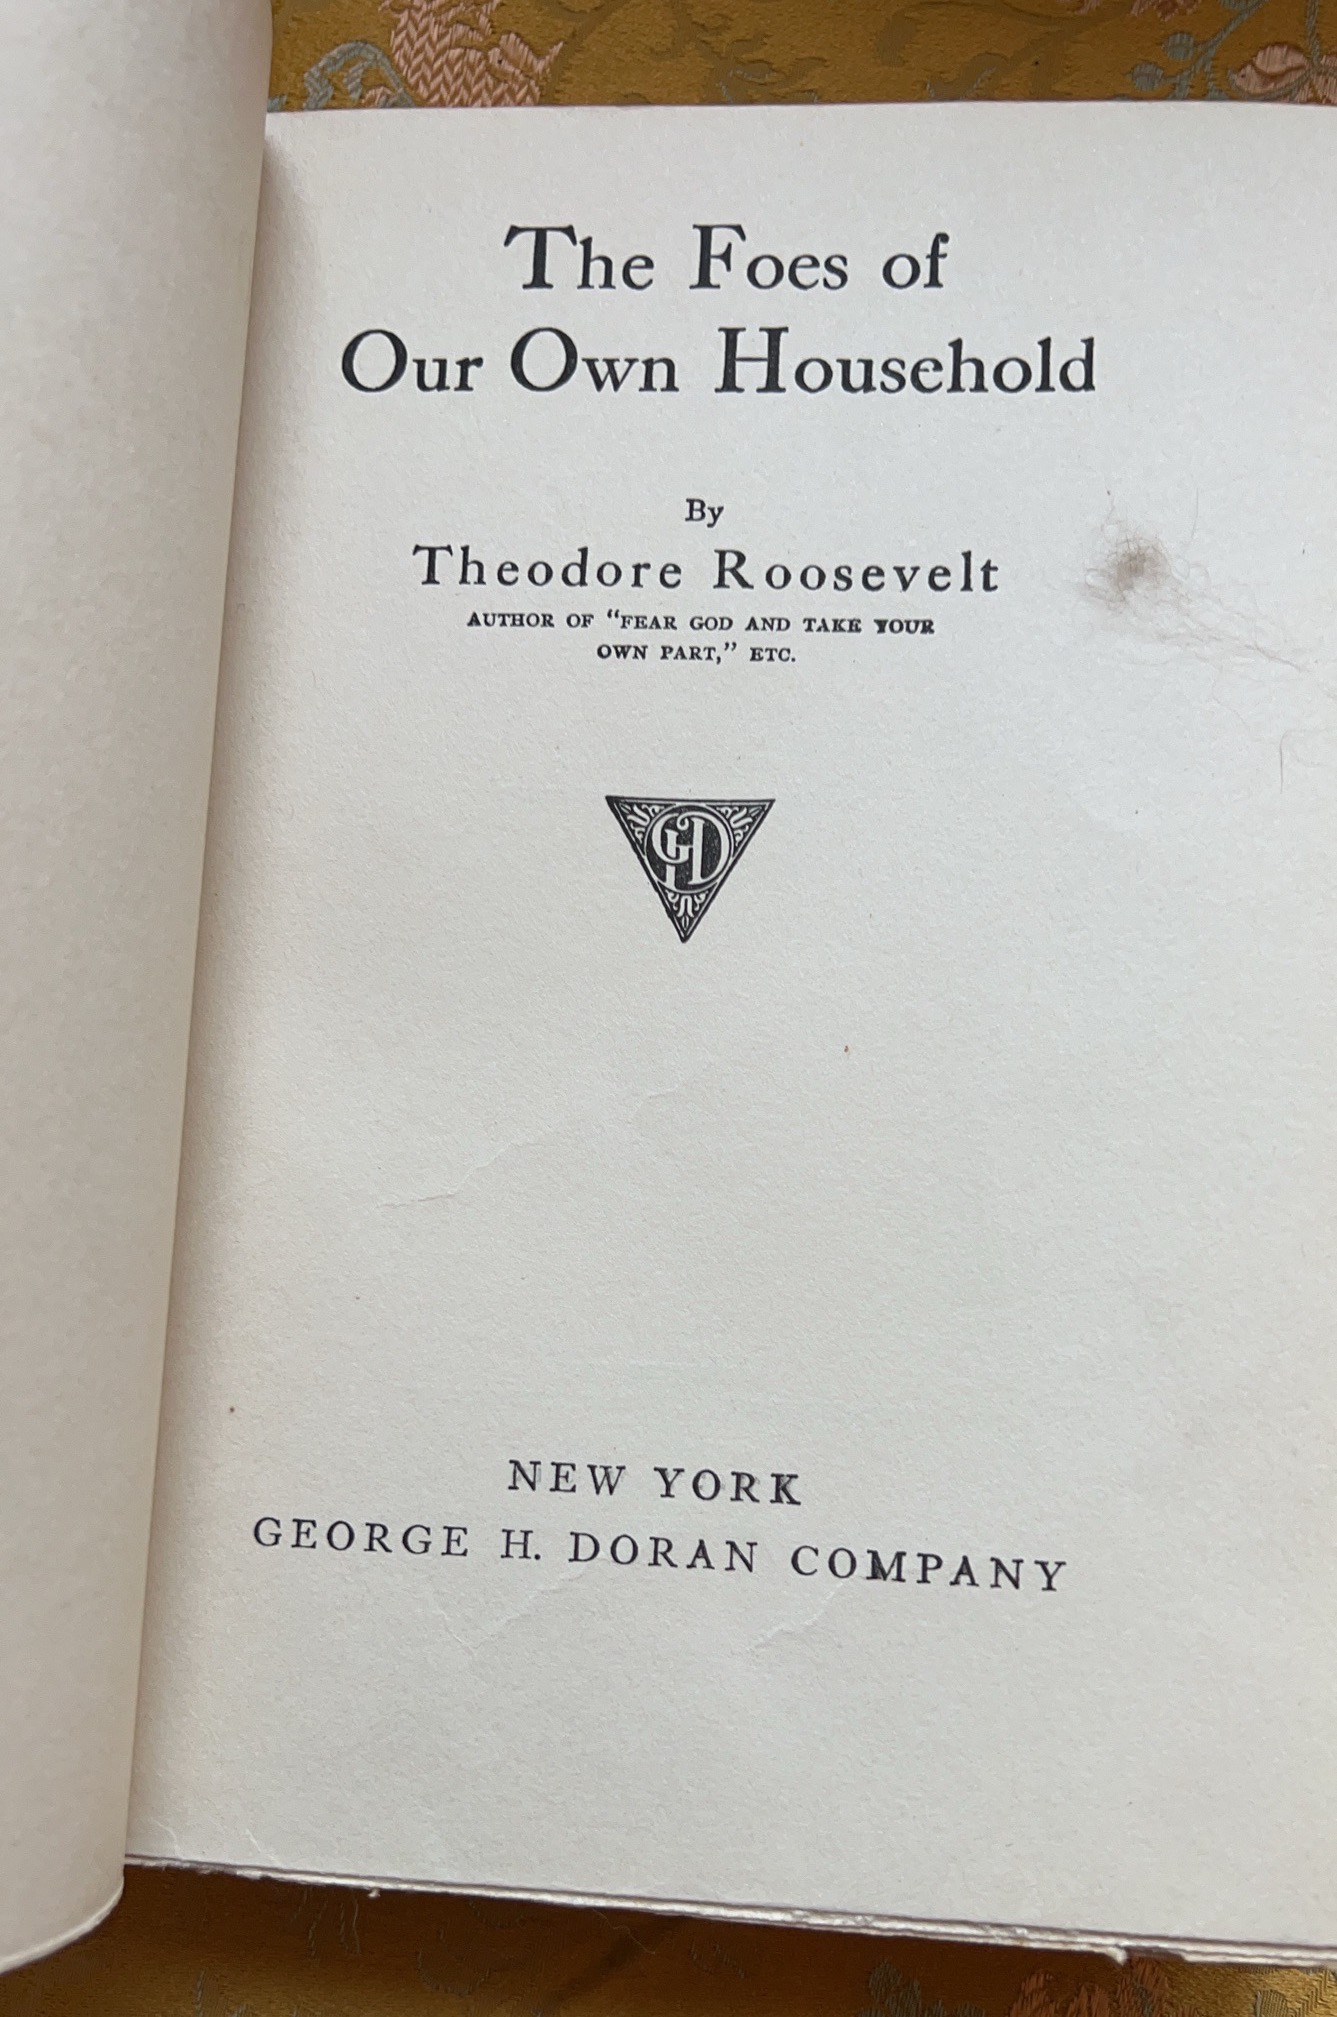 The Foes of
Our Own Household
By
Theodore Roosevelt
AUTHOR OF "FEAR GOD AND TAKE YOUR
OWN PART," ETC.
GHD
NEW YORK
GEORGE H. DORAN COMPANY